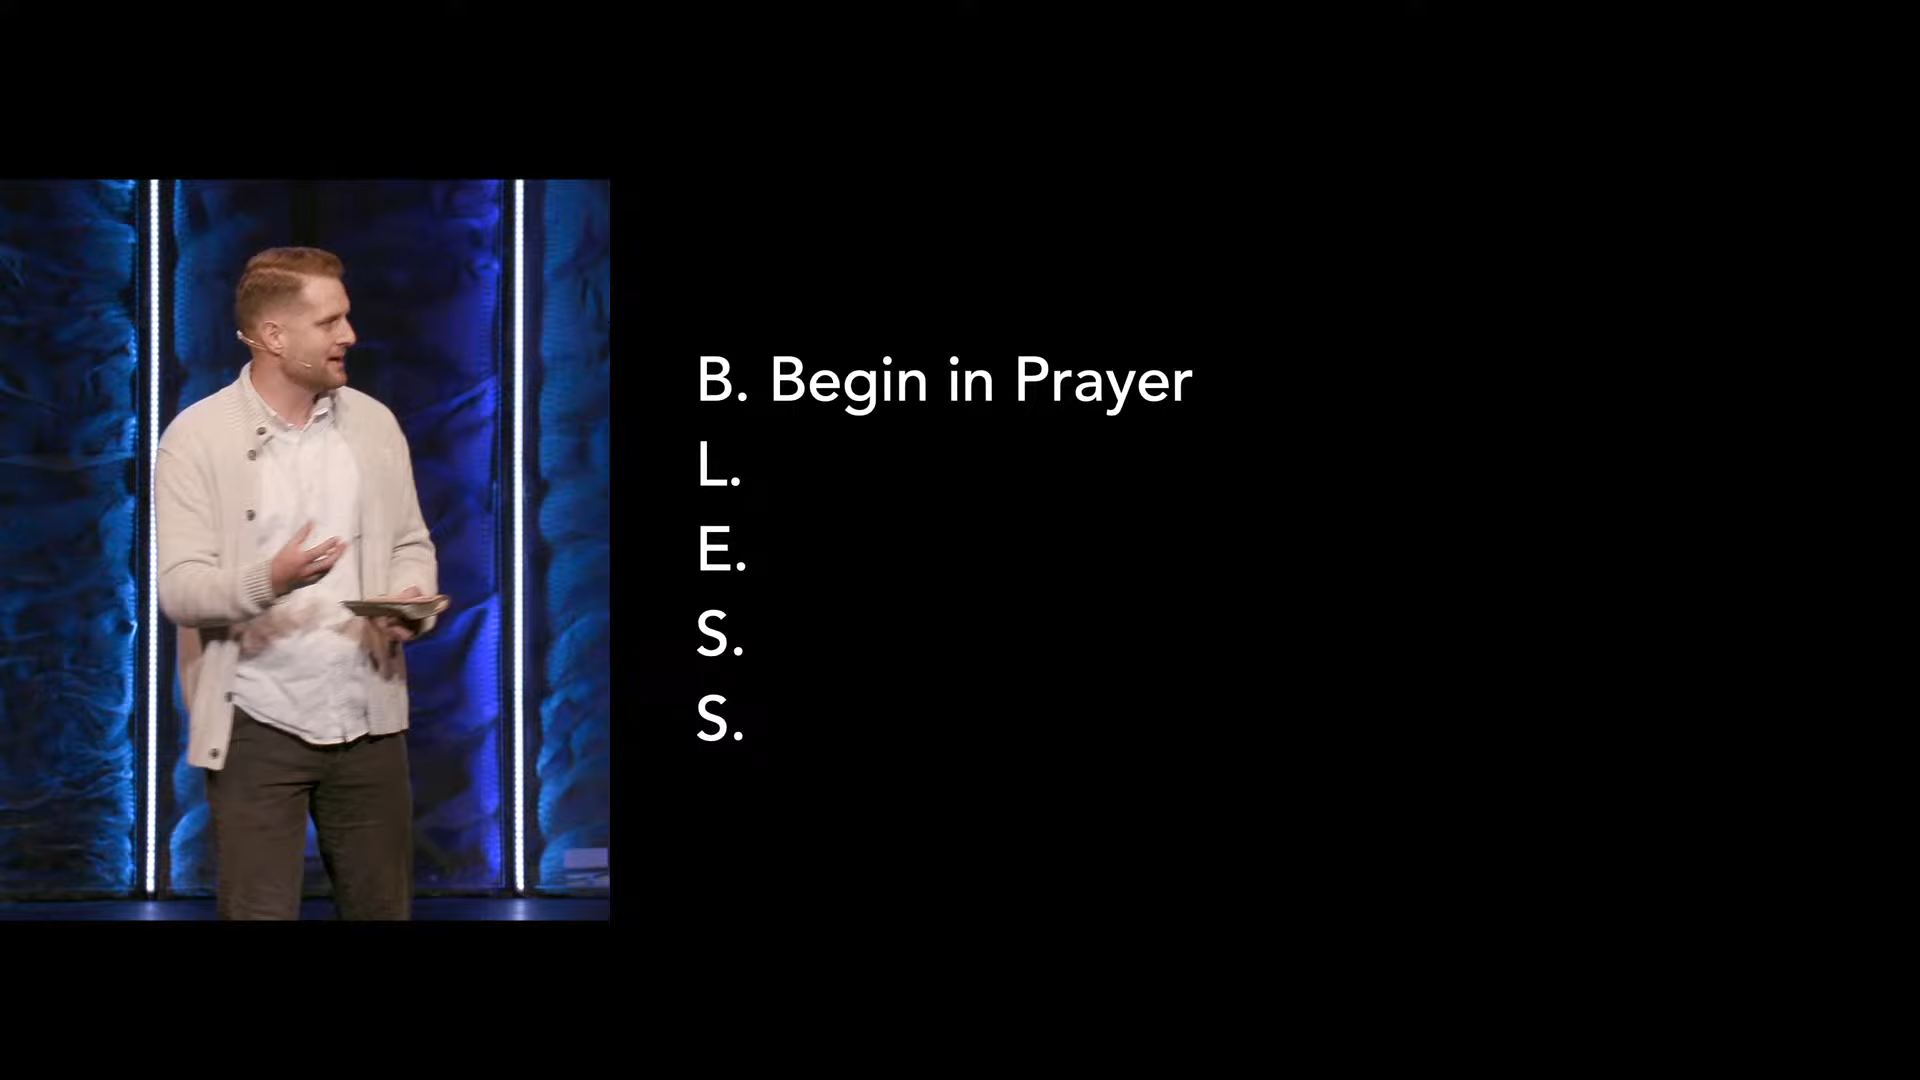 B. Begin in Prayer
L.
E.
S.
S.